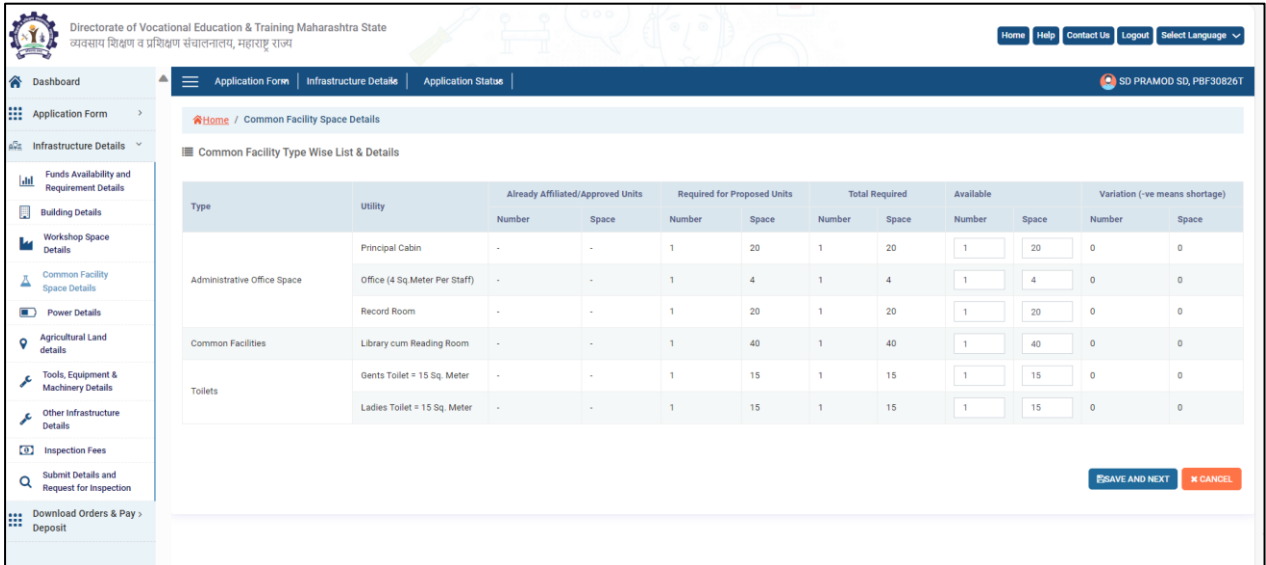 Directorate of Vocational Education & Training Maharashtra State
व्यवसाय शिक्षण व प्रशिक्षण संचालनालय, महाराष्ट्र राज्य
Home Help Contact Us Logout Select Language
Dashboard
Application Form
Infrastructure Details
Funds Availability and
Requirement Details
Building Details
Workshop Space
Details
Common Facility
Space Details
Power Details
Agricultural Land
details
Tools, Equipment &
Machinery Details
Other Infrastructure
Details
Inspection Fees
Submit Details and
Request for Inspection
Download Orders & Pay
Deposit
Application Form Infrastructure Details Application Status SD PRAMOD SD, PBF30826T
Home / Common Facility Space Details
Common Facility Type Wise List & Details
Type Utility Already Affiliated/Approved Units Required for Proposed Units Total Required Available Variation (-ve means shortage)
Number Space Number Space Number Space Number Space Number Space
Administrative Office Space
Principal Cabin - - 1 20 1 20 1 20 0 0
Office (4 Sq.Meter Per Staff) - - 1 4 1 4 1 4 0 0
Record Room - - 1 20 1 20 1 20 0 0
Common Facilities Library cum Reading Room - - 1 40 1 40 1 40 0 0
Toilets
Gents Toilet = 15 Sq. Meter - - 1 15 1 15 1 15 0 0
Ladies Toilet = 15 Sq. Meter - - 1 15 1 15 1 15 0 0
SAVE AND NEXT CANCEL